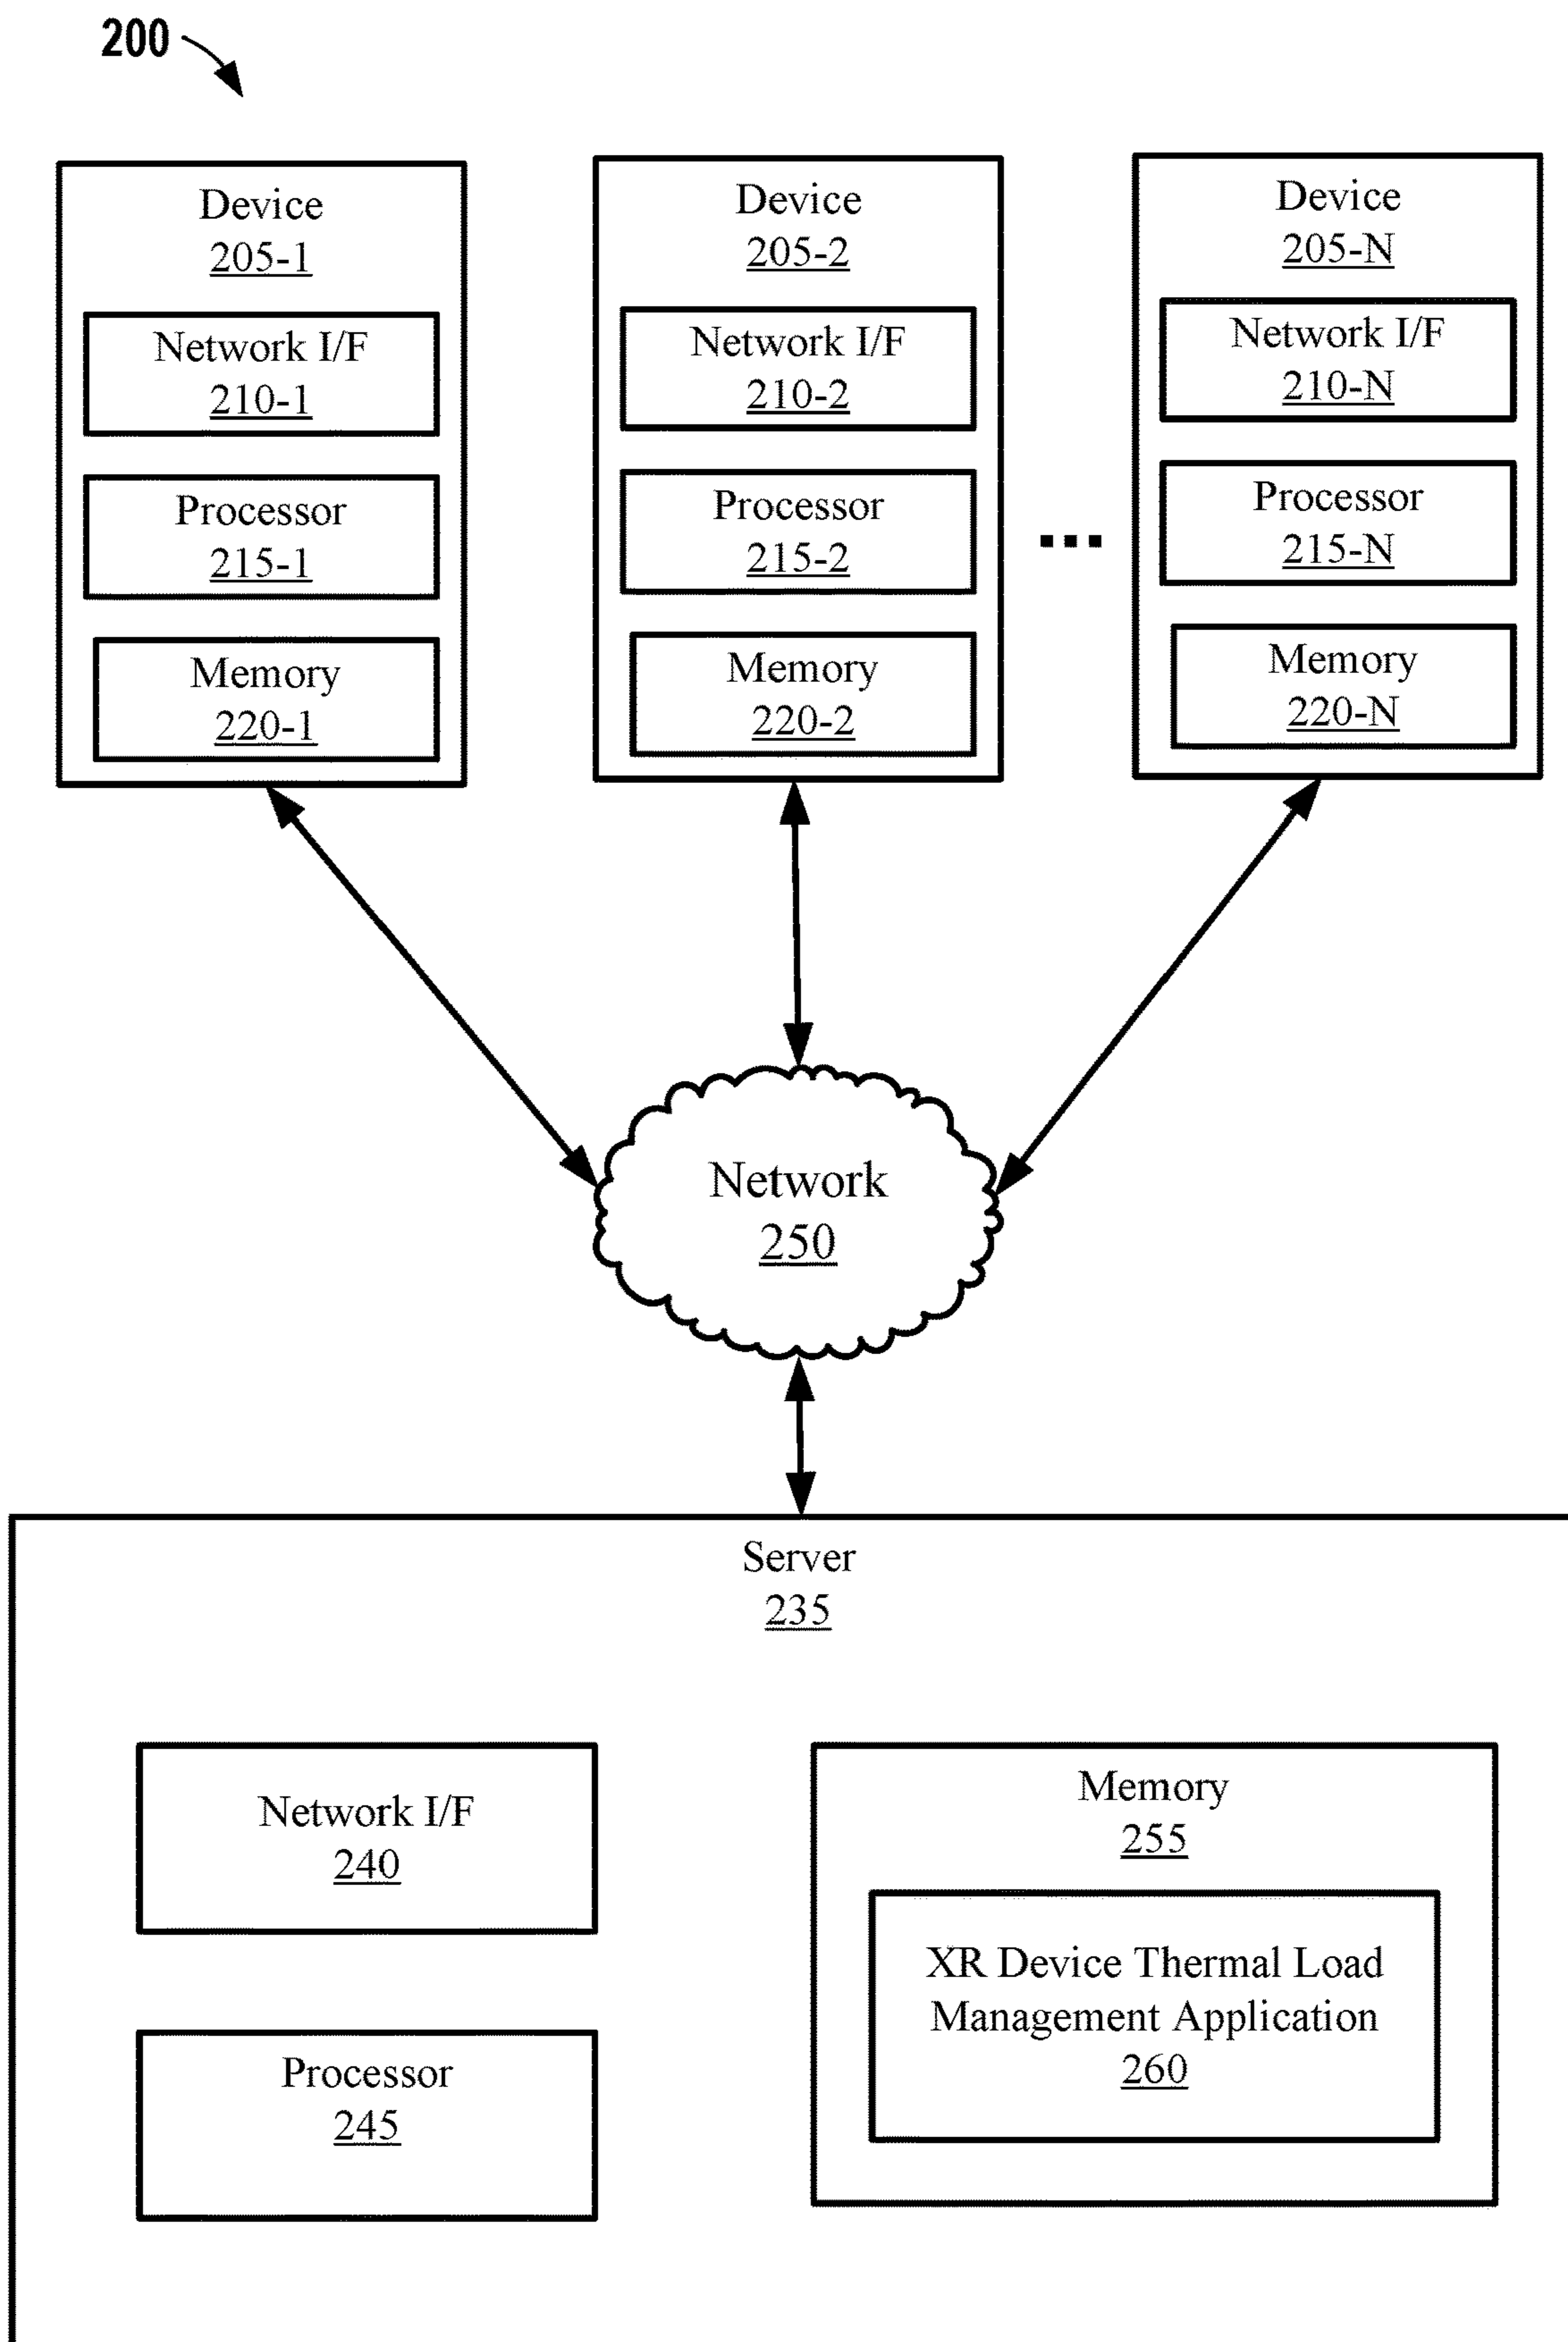 200
Device
205-1
Network I/F
210-1
Processor
215-1
Memory
220-1
Device
205-2
Network I/F
210-2
Processor
215-2
Memory
220-2
...
Device
205-N
Network I/F
210-N
Processor
215-N
Memory
220-N
Network
250
Server
235
Network I/F
240
Processor
245
Memory
255
XR Device Thermal Load
Management Application
260